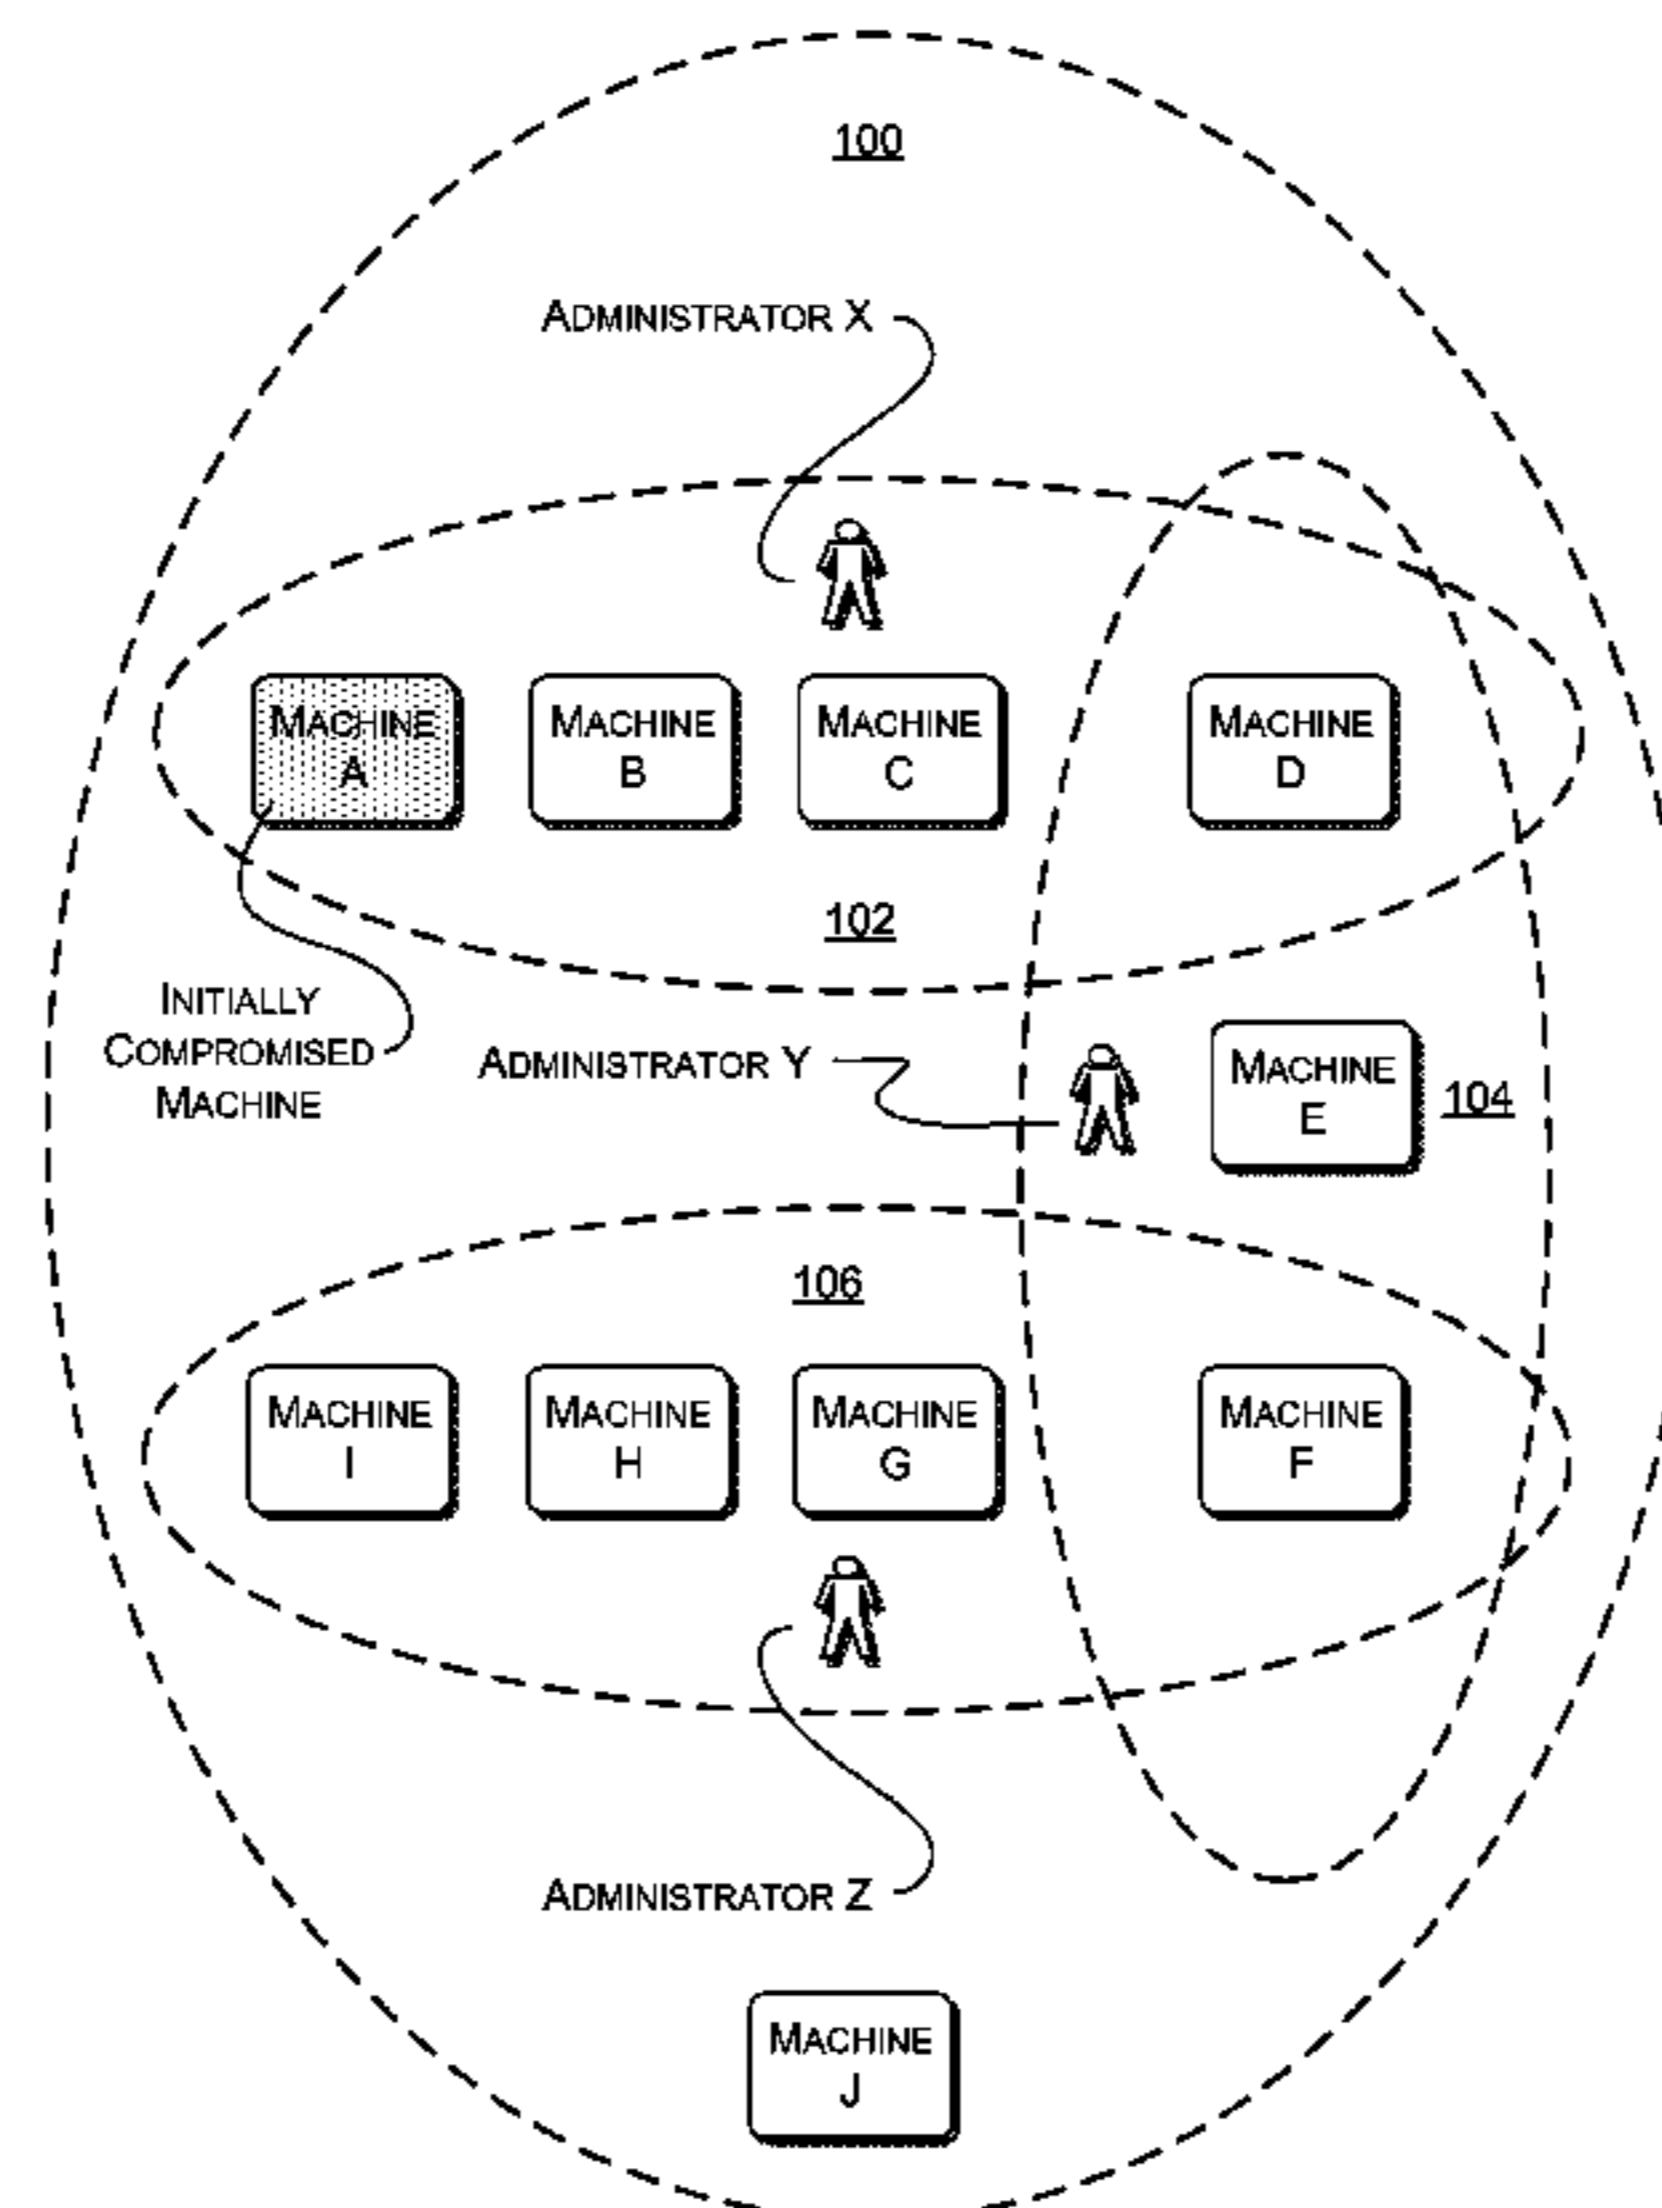 100
ADMINISTRATOR X
MACHINE
A
MACHINE
B
MACHINE
C
MACHINE
D
102
INITIALLY
COMPROMISED
MACHINE
ADMINISTRATOR Y
MACHINE
E
104
106
MACHINE
I
MACHINE
H
MACHINE
G
MACHINE
F
ADMINISTRATOR Z
MACHINE
J